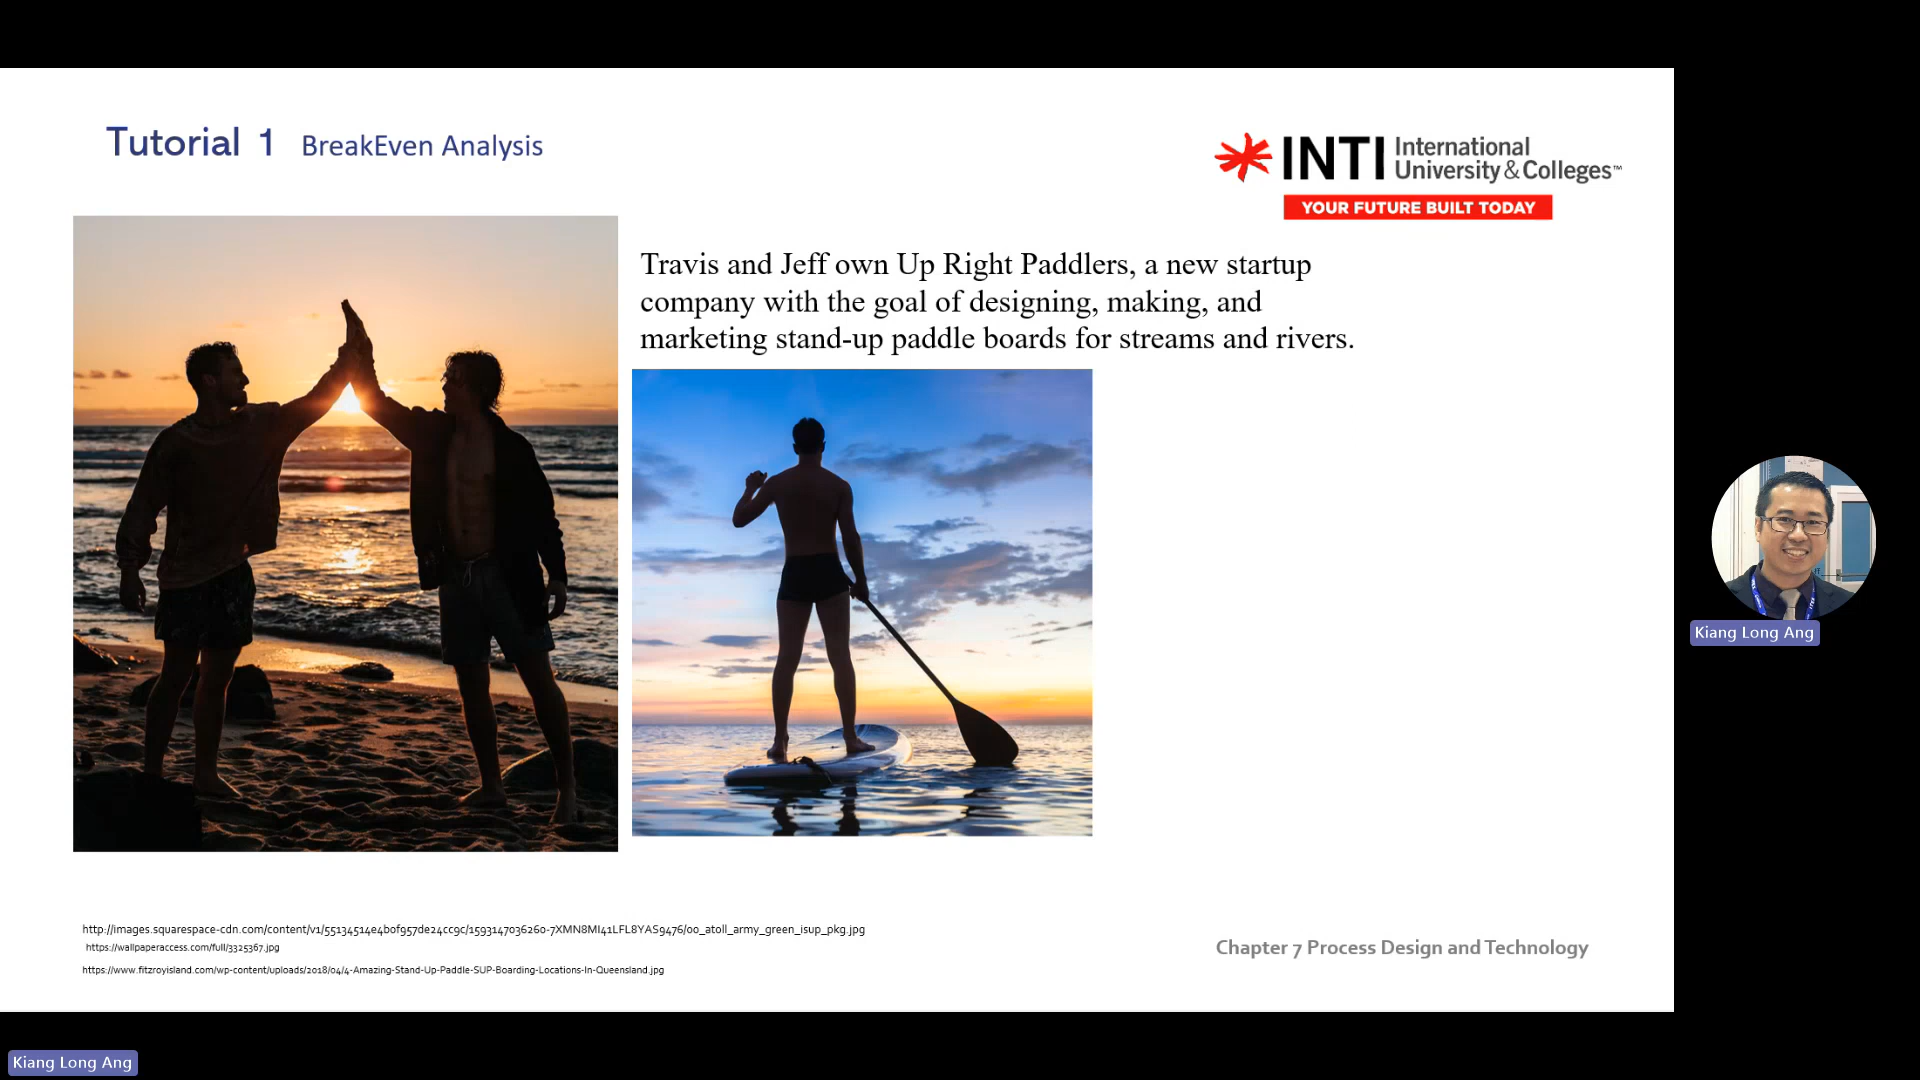 Tutorial 1 BreakEven Analysis
INTI International
University & Colleges™
YOUR FUTURE BUILT TODAY
Travis and Jeff own Up Right Paddlers, a new startup
company with the goal of designing, making, and
marketing stand-up paddle boards for streams and rivers.
Kiang Long Ang
http://images.squarespace-cdn.com/content/v1/55134514e4b0f957de24cc9c/1593147036260-7XMN8MI41LFL8YAS9476/00_atoll_army_green_isup_pkg.jpg
https://wallpaperaccess.com/full/3325367.jpg
https://www.fitzroyisland.com/wp-content/uploads/2018/04/4-Amazing-Stand-Up-Paddle-SUP-Boarding-Locations-In-Queensland.jpg
Chapter 7 Process Design and Technology
Kiang Long Ang